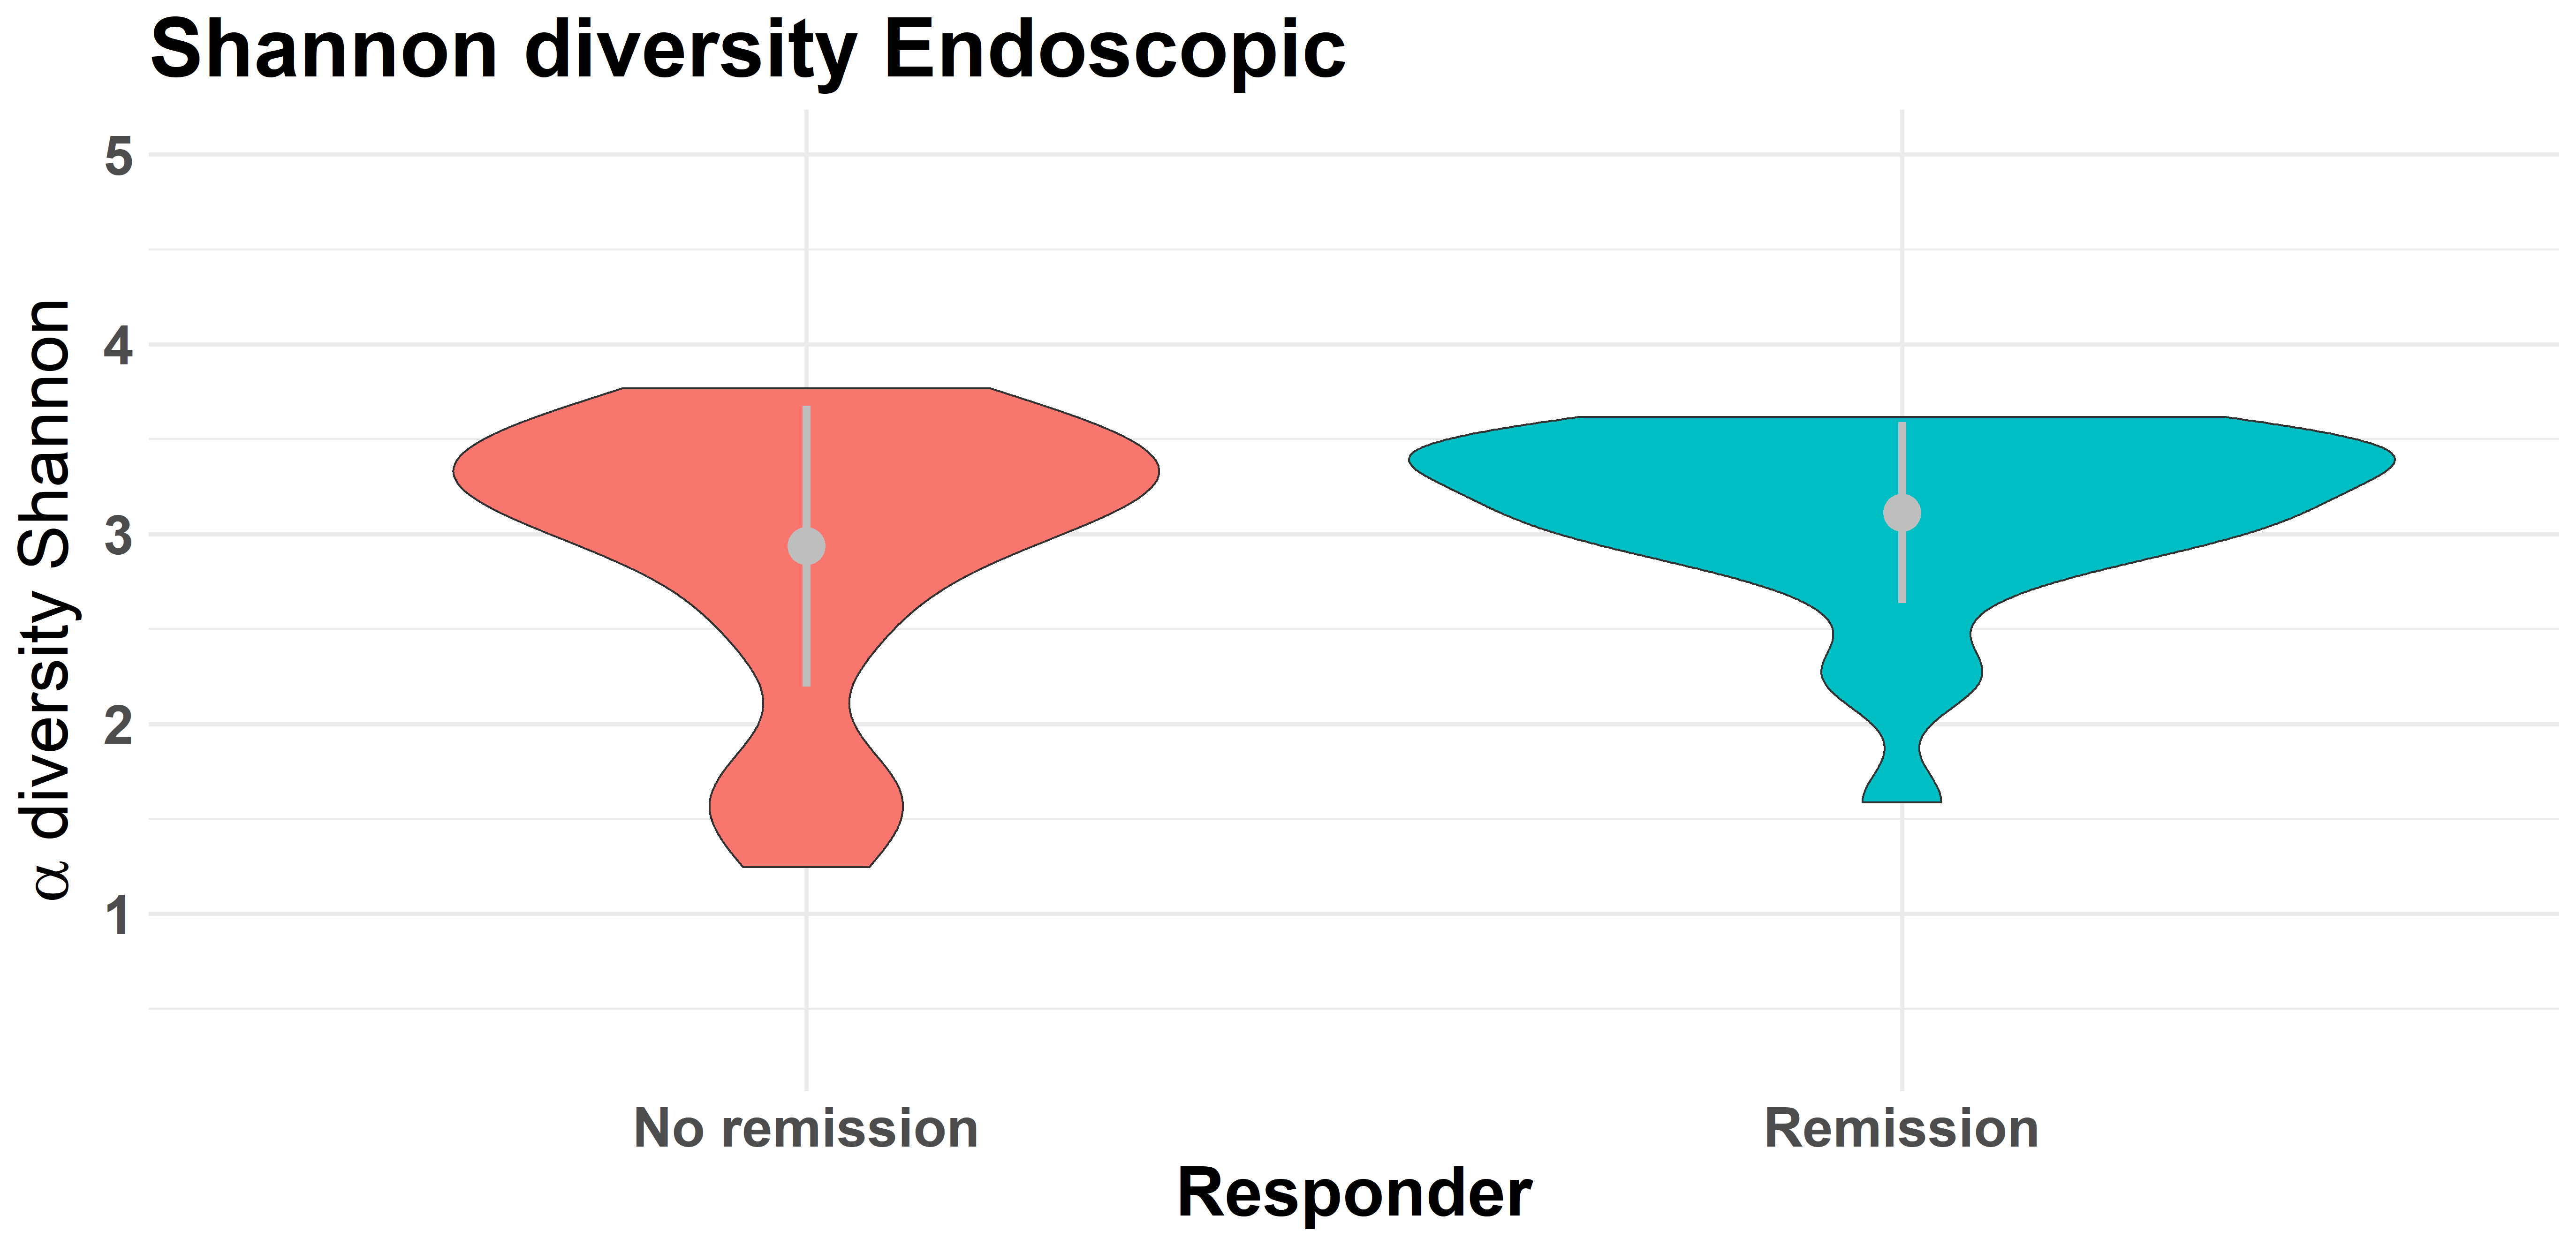 Shannon diversity Endoscopic
α diversity Shannon
5
4
3
2
1
No remission
Remission
Responder